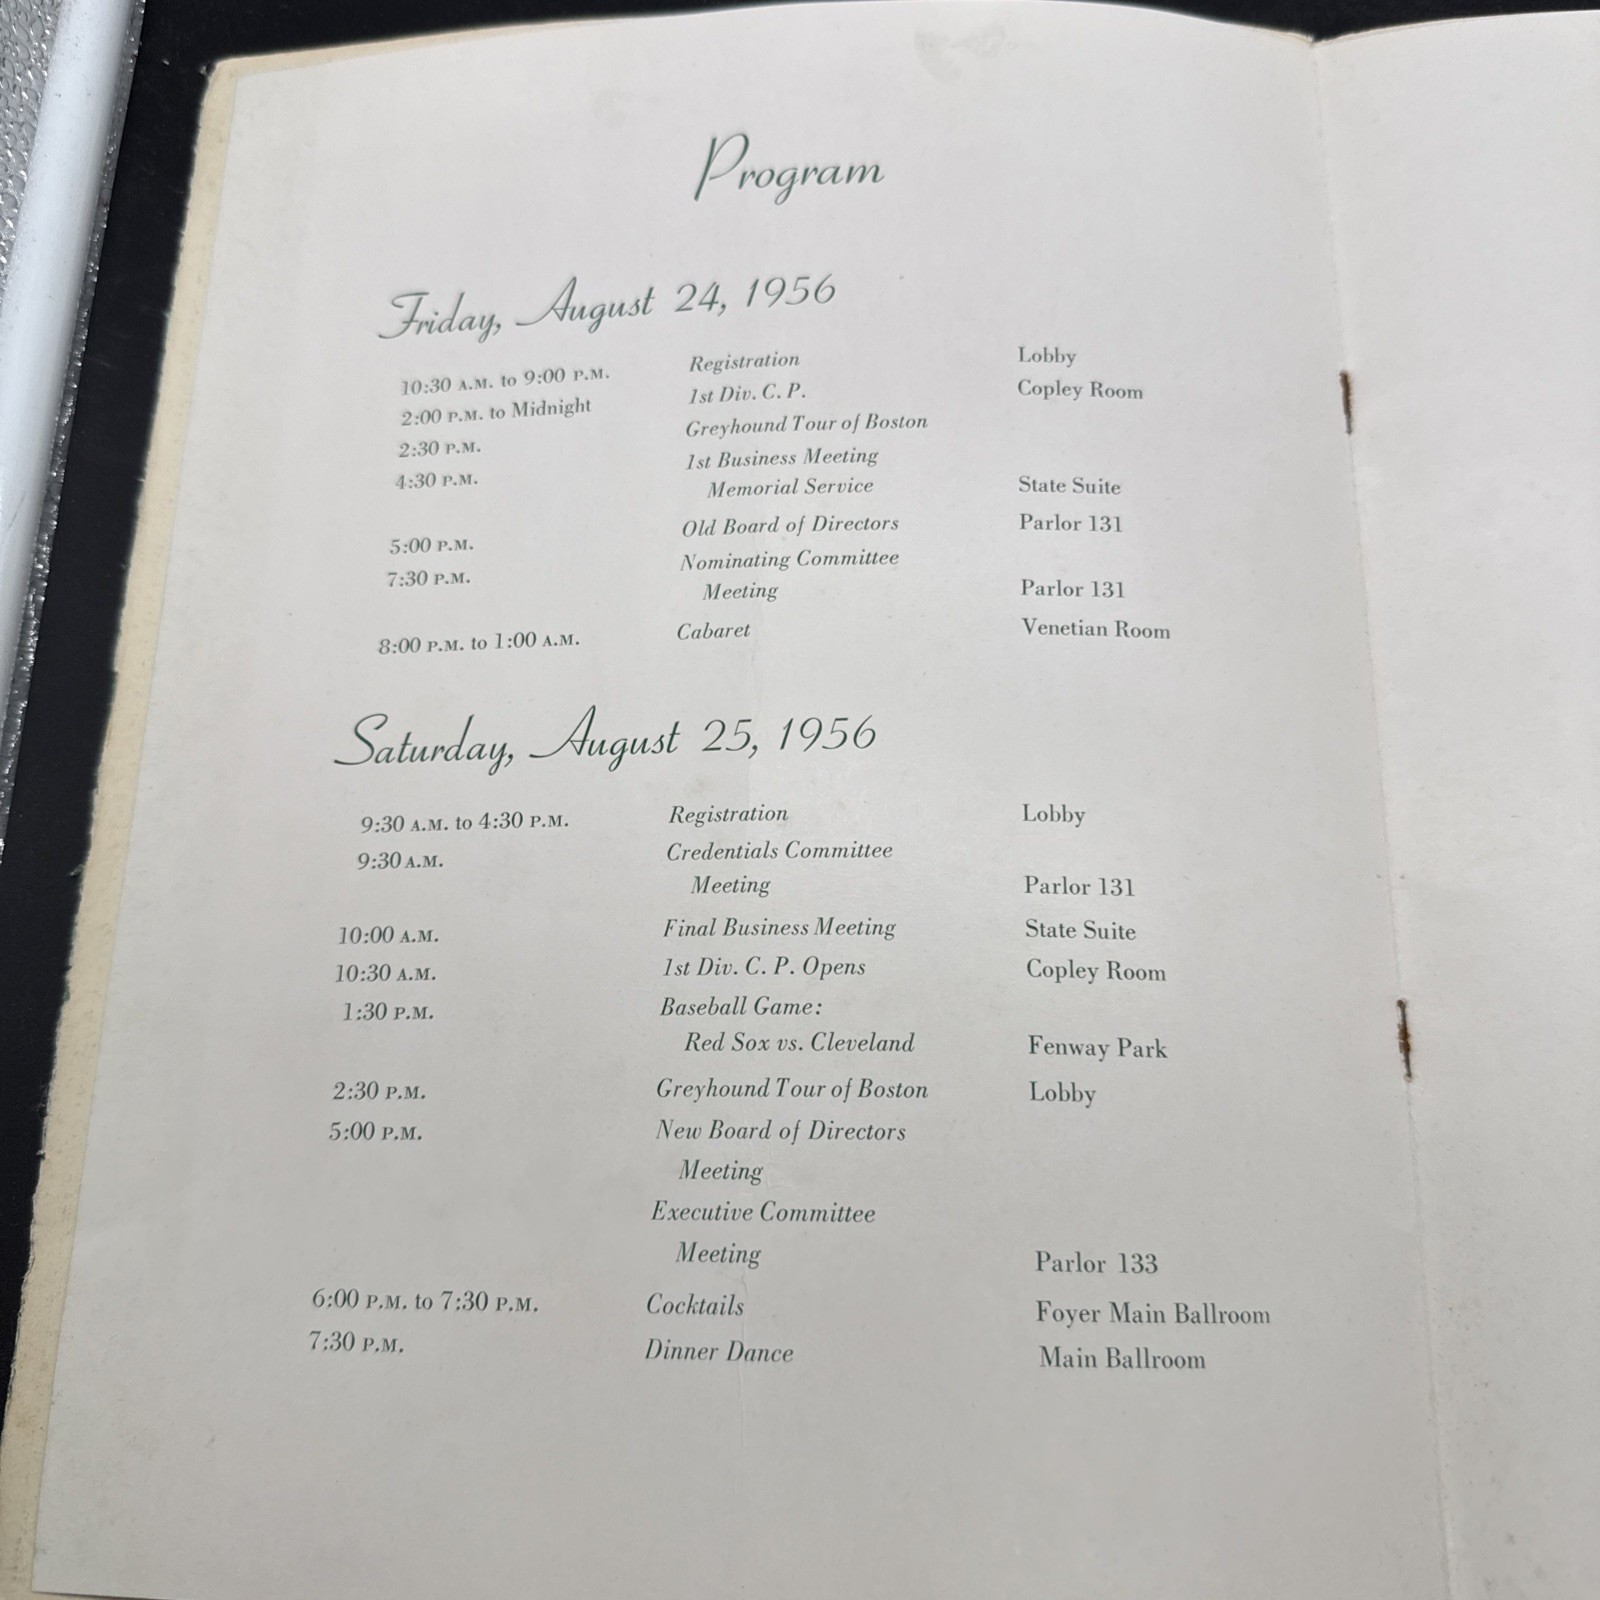 Program
Friday, August 24, 1956
10:30 A.M. to 9:00 P.M. Registration Lobby
2:00 P.M. to Midnight 1st Div. C. P. Copley Room
2:30 P.M. Greyhound Tour of Boston
4:30 P.M. 1st Business Meeting
Memorial Service State Suite
5:00 P.M. Old Board of Directors Parlor 131
7:30 P.M. Nominating Committee
Meeting Parlor 131
8:00 P.M. to 1:00 A.M. Cabaret Venetian Room
Saturday, August 25, 1956
9:30 A.M. to 4:30 P.M. Registration Lobby
9:30 A.M. Credentials Committee
Meeting Parlor 131
10:00 A.M. Final Business Meeting State Suite
10:30 A.M. 1st Div. C. P. Opens Copley Room
1:30 P.M. Baseball Game:
Red Sox vs. Cleveland Fenway Park
2:30 P.M. Greyhound Tour of Boston Lobby
5:00 P.M. New Board of Directors
Meeting
Executive Committee
Meeting Parlor 133
6:00 P.M. to 7:30 P.M. Cocktails Foyer Main Ballroom
7:30 P.M. Dinner Dance Main Ballroom